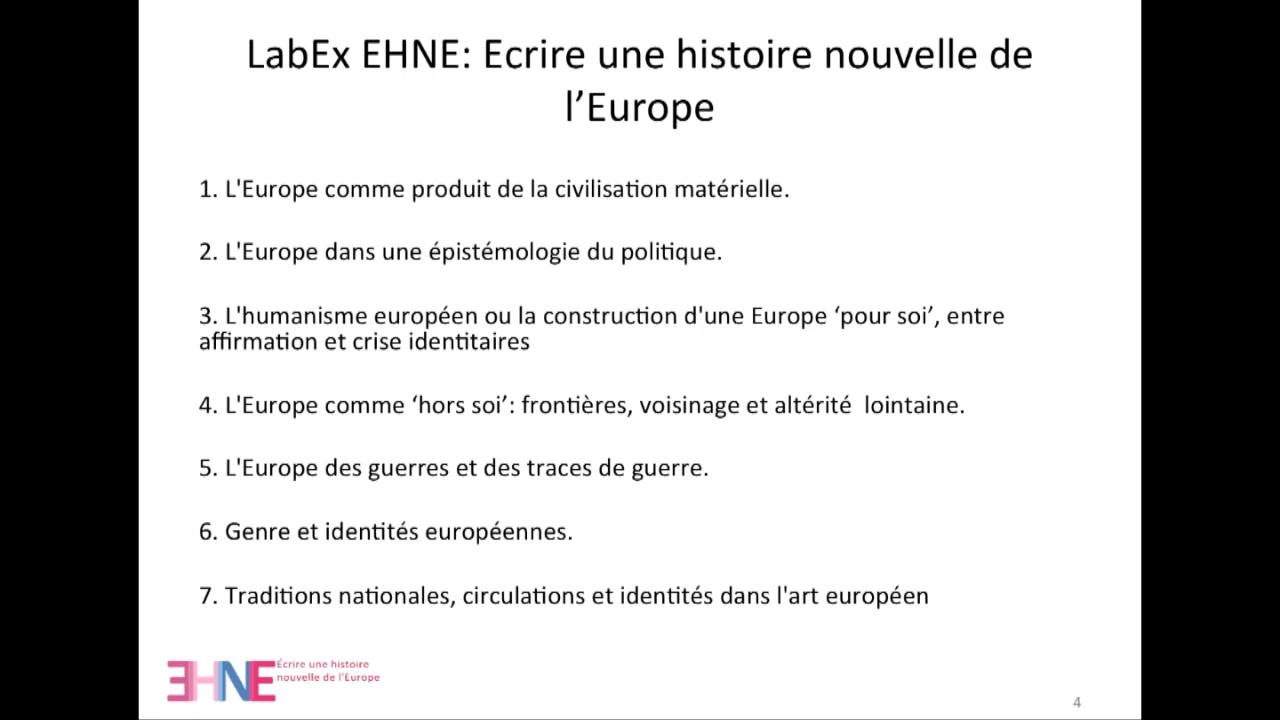 LabEx EHNE: Ecrire une histoire nouvelle de
l’Europe
1. L'Europe comme produit de la civilisation matérielle.
2. L'Europe dans une épistémologie du politique.
3. L'humanisme européen ou la construction d'une Europe ‘pour soi’, entre
affirmation et crise identitaires
4. L'Europe comme ‘hors soi’: frontières, voisinage et altérité  lointaine.
5. L'Europe des guerres et des traces de guerre.
6. Genre et identités européennes.
7. Traditions nationales, circulations et identités dans l'art européen
EHNE
Écrire une histoire
nouvelle de l'Europe
4